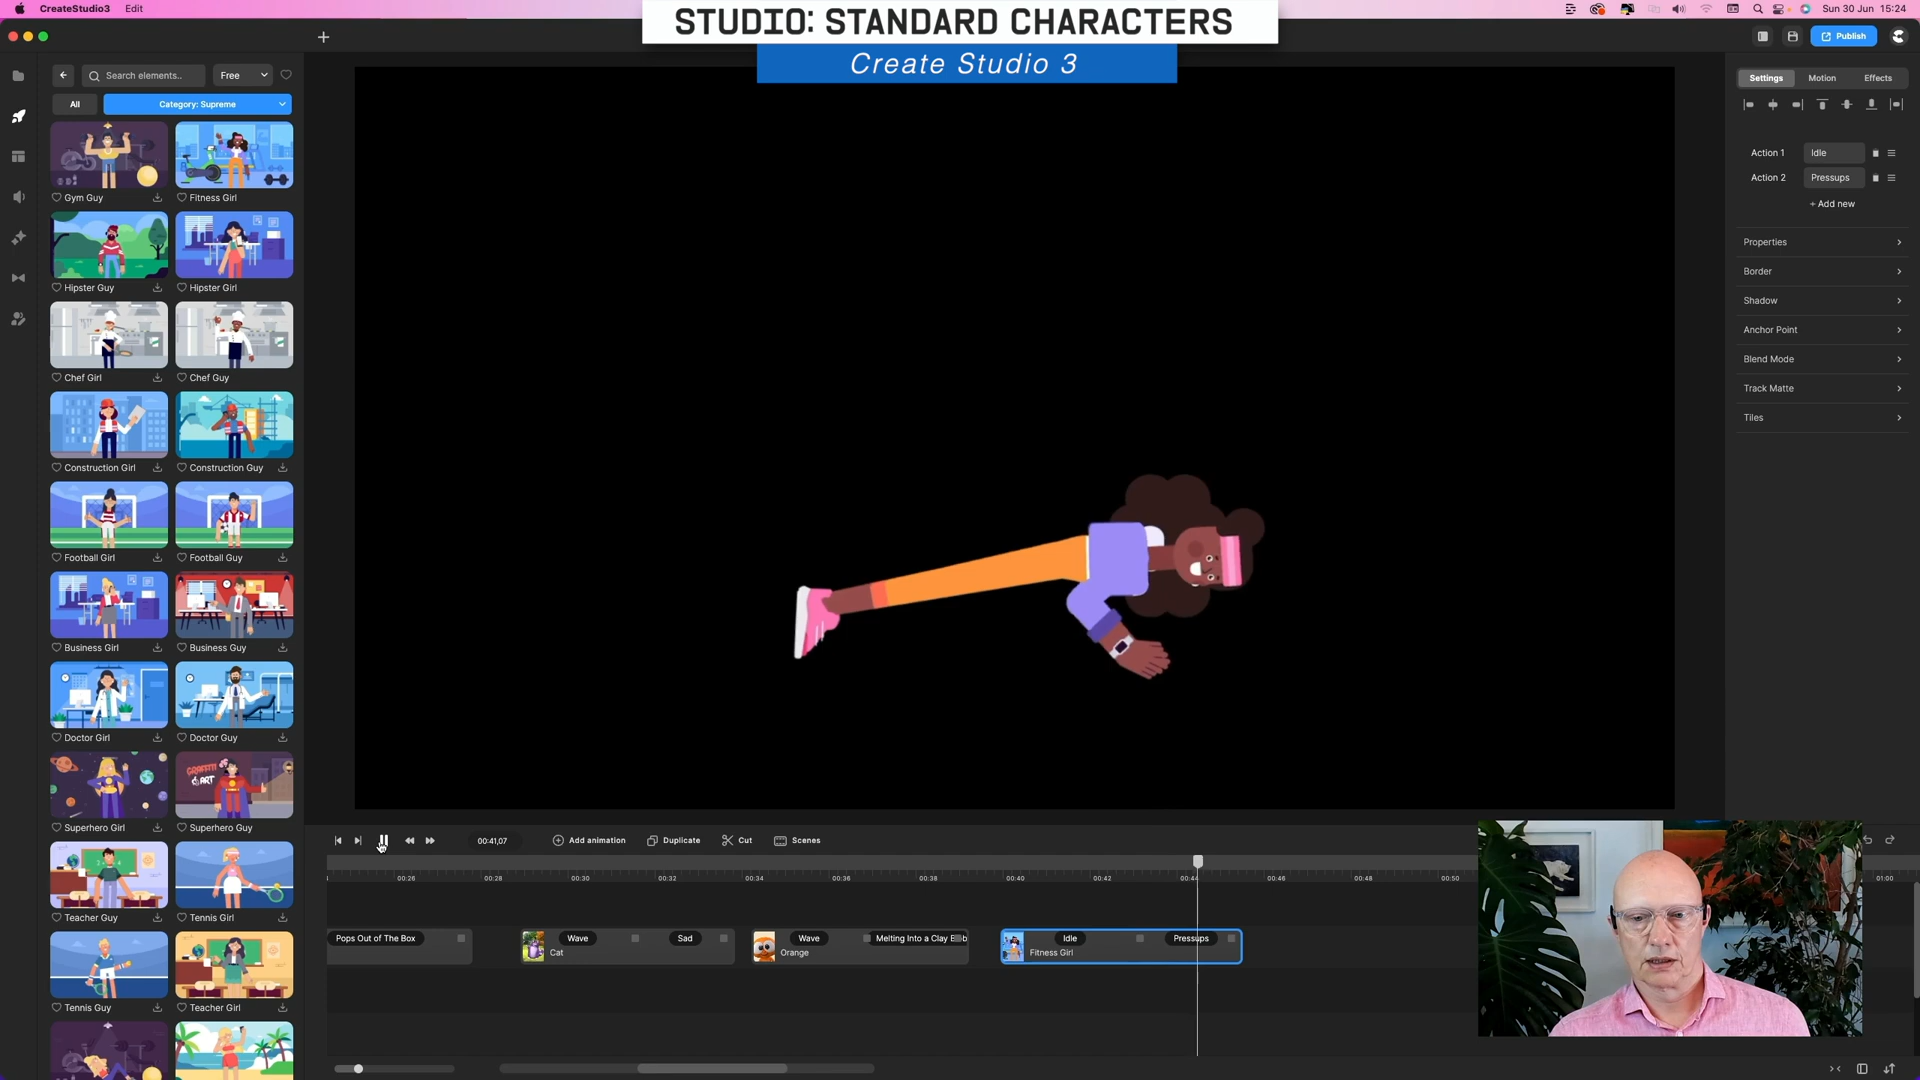 CreateStudio3 Edit
Sun 30 Jun 15:24
STUDIO: STANDARD CHARACTERS
Create Studio 3
Publish
Search elements..
Free
All
Category: Supreme
Settings Motion Effects
Gym Guy
Fitness Girl
Action 1 Idle
Action 2 Pressups
+ Add new
Hipster Guy
Hipster Girl
Properties
Border
Shadow
Anchor Point
Blend Mode
Track Matte
Tiles
Chef Girl
Chef Guy
Construction Girl
Construction Guy
Football Girl
Football Guy
Business Girl
Business Guy
Doctor Girl
Doctor Guy
GRAFFITI
ART
Superhero Girl
Superhero Guy
Teacher Guy
Tennis Girl
Tennis Guy
Teacher Girl
00:41,07
Add animation
Duplicate
Cut
Scenes
00:26 00:28 00:30 00:32 00:34 00:36 00:38 00:40 00:42 00:44 00:46 00:48 00:50 01:00
Pops Out of The Box
Wave Sad
Cat
Wave Melting Into a Clay
Orange
Idle Pressups
Fitness Girl